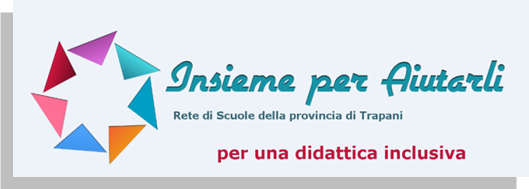 Insieme per Aiutarli
Rete di Scuole della provincia di Trapani
per una didattica inclusiva